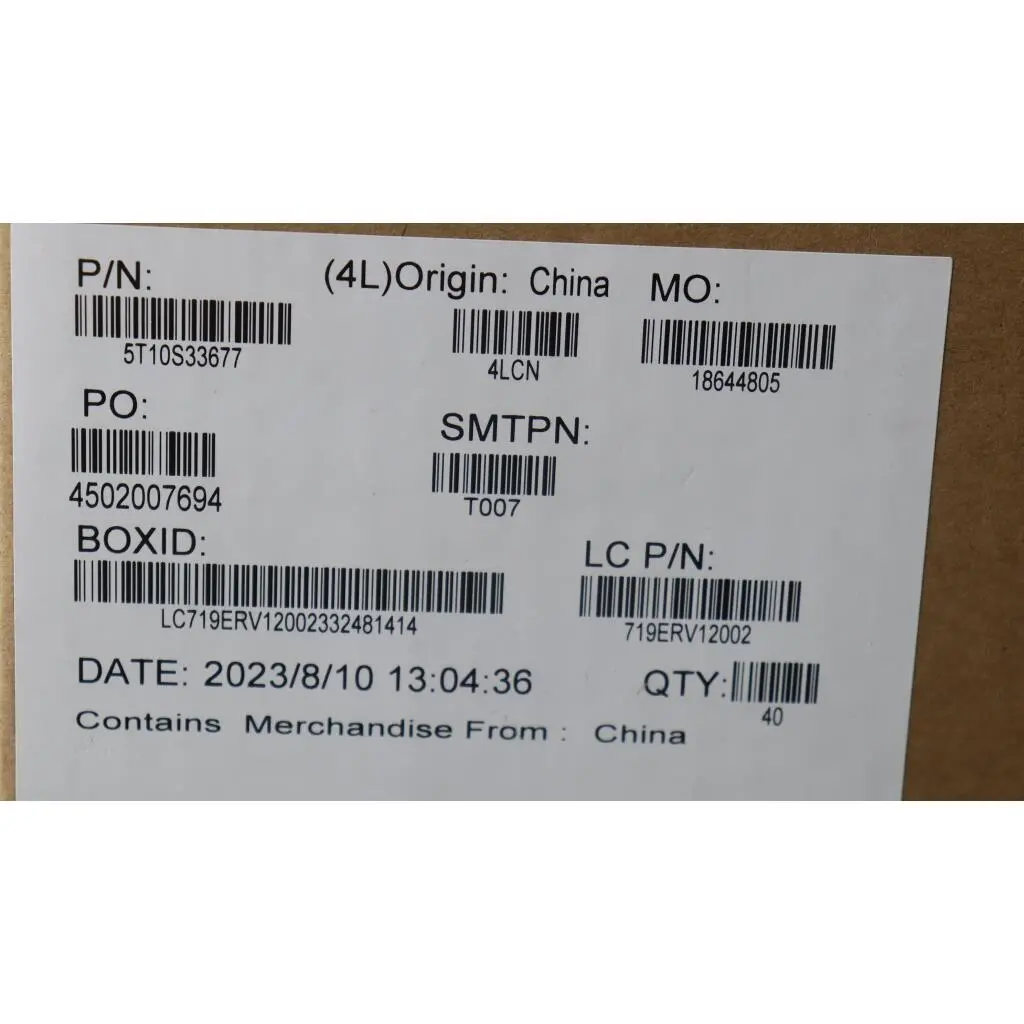 P/N: (4L)Origin: China MO:
5T10S33677 4LCN 18644805
PO: SMTPN:
4502007694 T007
BOXID: LC P/N:
LC719ERV12002332481414 719ERV12002
DATE: 2023/8/10 13:04:36 QTY:
40
Contains Merchandise From : China